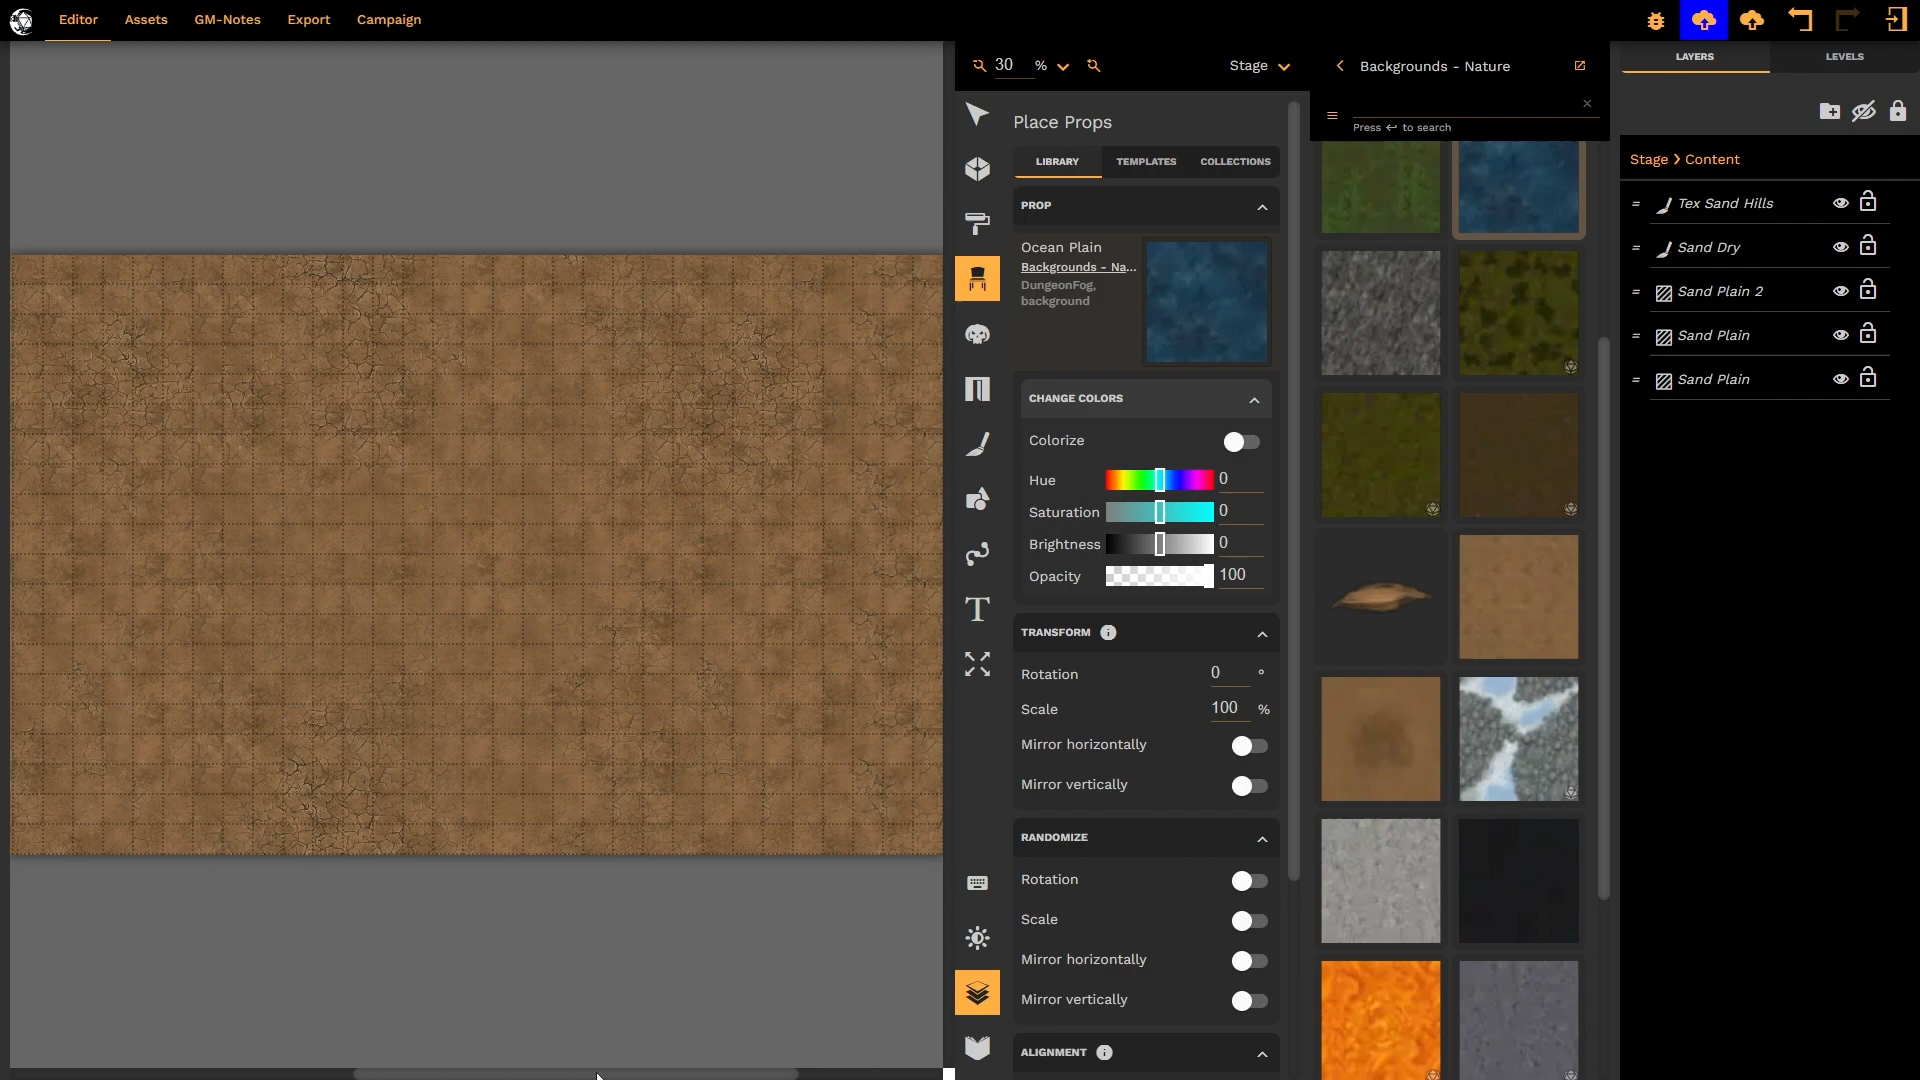 Editor Assets GM-Notes Export Campaign
30 %
Stage
Backgrounds - Nature
LAYERS LEVELS
Press ↩ to search
Place Props
LIBRARY TEMPLATES COLLECTIONS
Stage > Content
PROP
Ocean Plain
Backgrounds - Na...
DungeonFog,
background
Tex Sand Hills
Sand Dry
Sand Plain 2
Sand Plain
Sand Plain
CHANGE COLORS
Colorize
Hue 0
Saturation 0
Brightness 0
Opacity 100
TRANSFORM i
Rotation 0 °
Scale 100 %
Mirror horizontally
Mirror vertically
RANDOMIZE
Rotation
Scale
Mirror horizontally
Mirror vertically
ALIGNMENT i